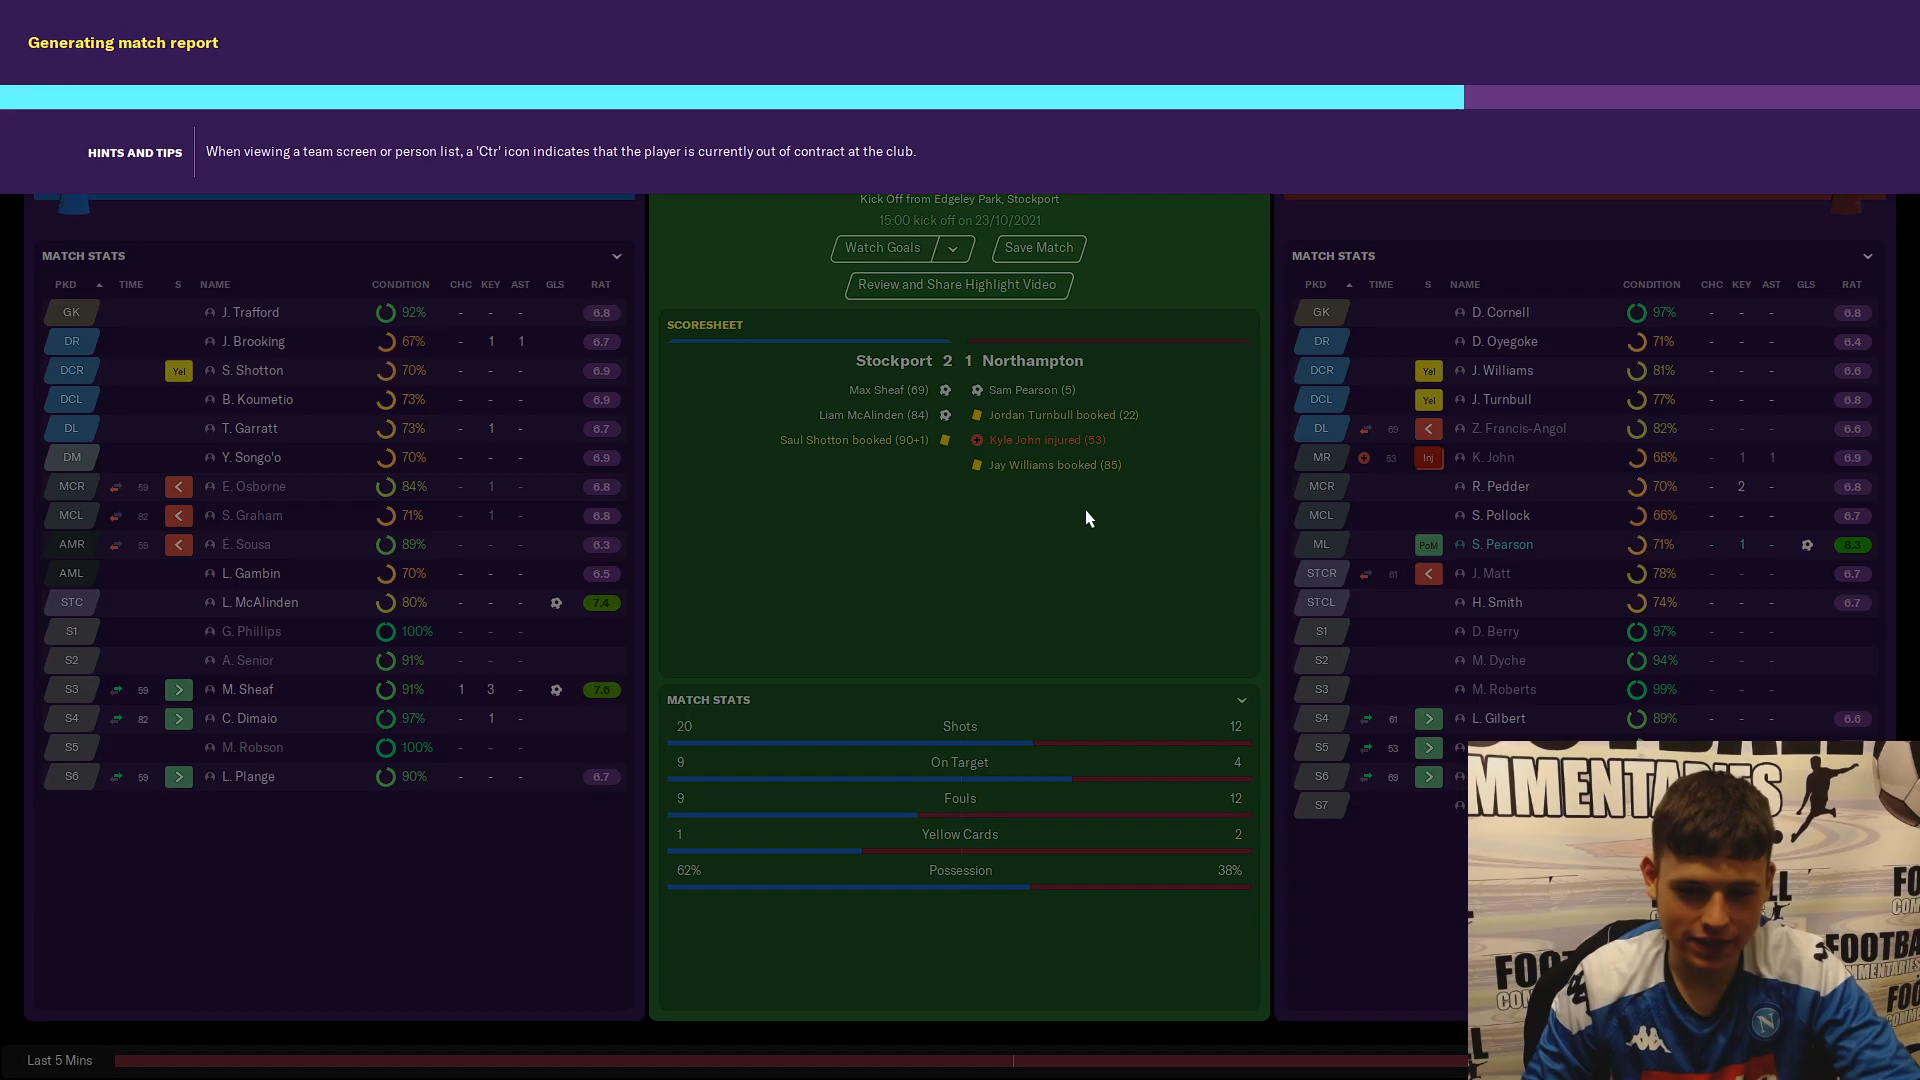 Generating match report
HINTS AND TIPS When viewing a team screen or person list, a 'Ctr' icon indicates that the player is currently out of contract at the club.
Kick Off from Edgeley Park, Stockport
15:00 kick off on 23/10/2021
Watch Goals Save Match
Review and Share Highlight Video
MATCH STATS
PKD TIME S NAME CONDITION CHC KEY AST GLS RAT
GK J. Trafford 92% - - - 6.8
DR J. Brooking 67% - 1 1 6.7
DCR Yel S. Shotton 70% - - - 6.9
DCL B. Koumetio 73% - - - 6.9
DL T. Garratt 73% - 1 - 6.7
DM Y. Songo'o 70% - - - 6.9
MCR 59 E. Osborne 84% - 1 - 6.8
MCL 82 S. Graham 71% - 1 - 6.8
AMR 59 É. Sousa 89% - - - 6.3
AML L. Gambin 70% - - - 6.5
STC L. McAlinden 80% - - - 7.4
S1 G. Phillips 100% - - -
S2 A. Senior 91% - - -
S3 59 M. Sheaf 91% 1 3 - 7.6
S4 82 C. Dimaio 97% - 1 -
S5 M. Robson 100% - - -
S6 59 L. Plange 90% - - - 6.7
SCORESHEET
Stockport 2 1 Northampton
Max Sheaf (69) Sam Pearson (5)
Liam McAlinden (84) Jordan Turnbull booked (22)
Saul Shotton booked (90+1) Kyle John injured (53)
Jay Williams booked (85)
MATCH STATS
20 Shots 12
9 On Target 4
9 Fouls 12
1 Yellow Cards 2
62% Possession 38%
MATCH STATS
PKD TIME S NAME CONDITION CHC KEY AST GLS RAT
GK D. Cornell 97% - - - 6.8
DR D. Oyegoke 71% - - - 6.4
DCR Yel J. Williams 81% - - - 6.6
DCL Yel J. Turnbull 77% - - - 6.8
DL 69 Z. Francis-Angol 82% - - - 6.6
MR 53 Inj K. John 68% - 1 1 6.9
MCR R. Pedder 70% - 2 - 6.8
MCL S. Pollock 66% - - - 6.7
ML PoM S. Pearson 71% - 1 - 8.3
STCR 61 J. Matt 78% - - - 6.7
STCL H. Smith 74% - - - 6.7
S1 D. Berry 97% - - -
S2 M. Dyche 94% - - -
S3 M. Roberts 99% - - -
S4 61 L. Gilbert 89% - - - 6.6
S5 53
S6 69
S7
MMENTARIES
FOOTBA
MMENTARIES
FOO
COM
Last 5 Mins